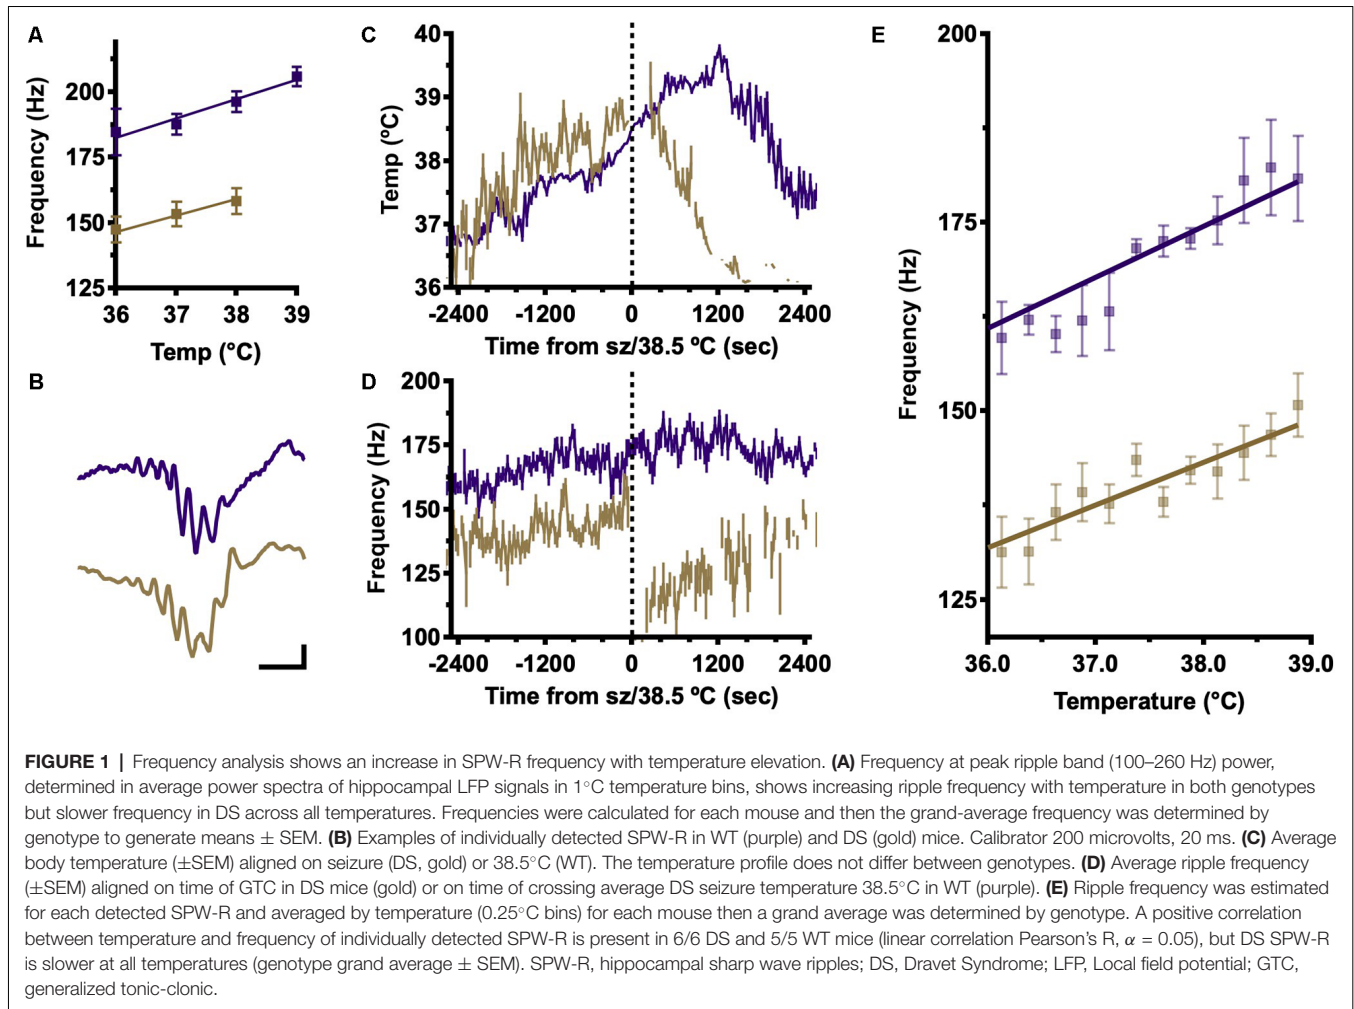 A
Frequency (Hz)
200
175
150
125
36 37 38 39
Temp (°C)
B
C
Temp (°C)
40
39
38
37
36
-2400 -1200 0 1200 2400
Time from sz/38.5 ºC (sec)
D
Frequency (Hz)
200
175
150
125
100
-2400 -1200 0 1200 2400
Time from sz/38.5 ºC (sec)
E
Frequency (Hz)
200
175
150
125
36.0 37.0 38.0 39.0
Temperature (°C)
FIGURE 1 | Frequency analysis shows an increase in SPW-R frequency with temperature elevation. (A) Frequency at peak ripple band (100–260 Hz) power,
determined in average power spectra of hippocampal LFP signals in 1°C temperature bins, shows increasing ripple frequency with temperature in both genotypes
but slower frequency in DS across all temperatures. Frequencies were calculated for each mouse and then the grand-average frequency was determined by
genotype to generate means ± SEM. (B) Examples of individually detected SPW-R in WT (purple) and DS (gold) mice. Calibrator 200 microvolts, 20 ms. (C) Average
body temperature (±SEM) aligned on seizure (DS, gold) or 38.5°C (WT). The temperature profile does not differ between genotypes. (D) Average ripple frequency
(±SEM) aligned on time of GTC in DS mice (gold) or on time of crossing average DS seizure temperature 38.5°C in WT (purple). (E) Ripple frequency was estimated
for each detected SPW-R and averaged by temperature (0.25°C bins) for each mouse then a grand average was determined by genotype. A positive correlation
between temperature and frequency of individually detected SPW-R is present in 6/6 DS and 5/5 WT mice (linear correlation Pearson's R, α = 0.05), but DS SPW-R
is slower at all temperatures (genotype grand average ± SEM). SPW-R, hippocampal sharp wave ripples; DS, Dravet Syndrome; LFP, Local field potential; GTC,
generalized tonic-clonic.